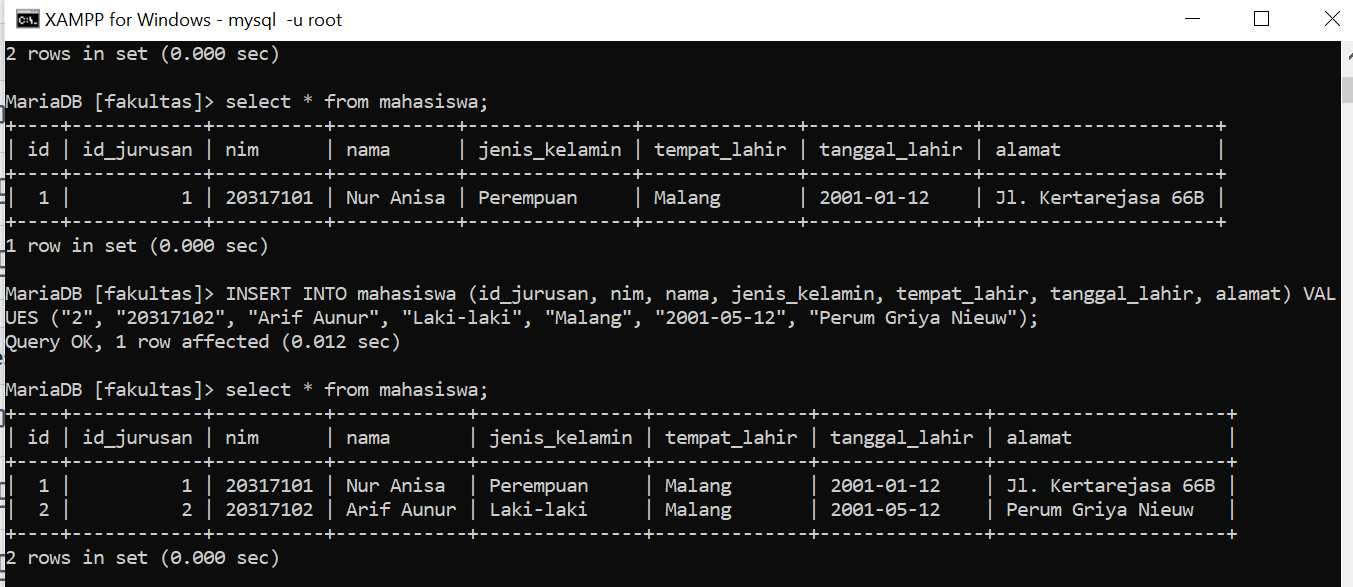 XAMPP for Windows - mysql  -u root
2 rows in set (0.000 sec)
MariaDB [fakultas]> select * from mahasiswa;
+----+------------+----------+-----------+---------------+--------------+---------------+---------------------+
| id | id_jurusan | nim      | nama      | jenis_kelamin | tempat_lahir | tanggal_lahir | alamat              |
+----+------------+----------+-----------+---------------+--------------+---------------+---------------------+
|  1 |          1 | 20317101 | Nur Anisa | Perempuan     | Malang       | 2001-01-12    | Jl. Kertarejasa 66B |
+----+------------+----------+-----------+---------------+--------------+---------------+---------------------+
1 row in set (0.000 sec)
MariaDB [fakultas]> INSERT INTO mahasiswa (id_jurusan, nim, nama, jenis_kelamin, tempat_lahir, tanggal_lahir, alamat) VAL
UES ("2", "20317102", "Arif Aunur", "Laki-laki", "Malang", "2001-05-12", "Perum Griya Nieuw");
Query OK, 1 row affected (0.012 sec)
MariaDB [fakultas]> select * from mahasiswa;
+----+------------+----------+------------+---------------+--------------+---------------+---------------------+
| id | id_jurusan | nim      | nama       | jenis_kelamin | tempat_lahir | tanggal_lahir | alamat              |
+----+------------+----------+------------+---------------+--------------+---------------+---------------------+
|  1 |          1 | 20317101 | Nur Anisa  | Perempuan     | Malang       | 2001-01-12    | Jl. Kertarejasa 66B |
|  2 |          2 | 20317102 | Arif Aunur | Laki-laki     | Malang       | 2001-05-12    | Perum Griya Nieuw   |
+----+------------+----------+------------+---------------+--------------+---------------+---------------------+
2 rows in set (0.000 sec)